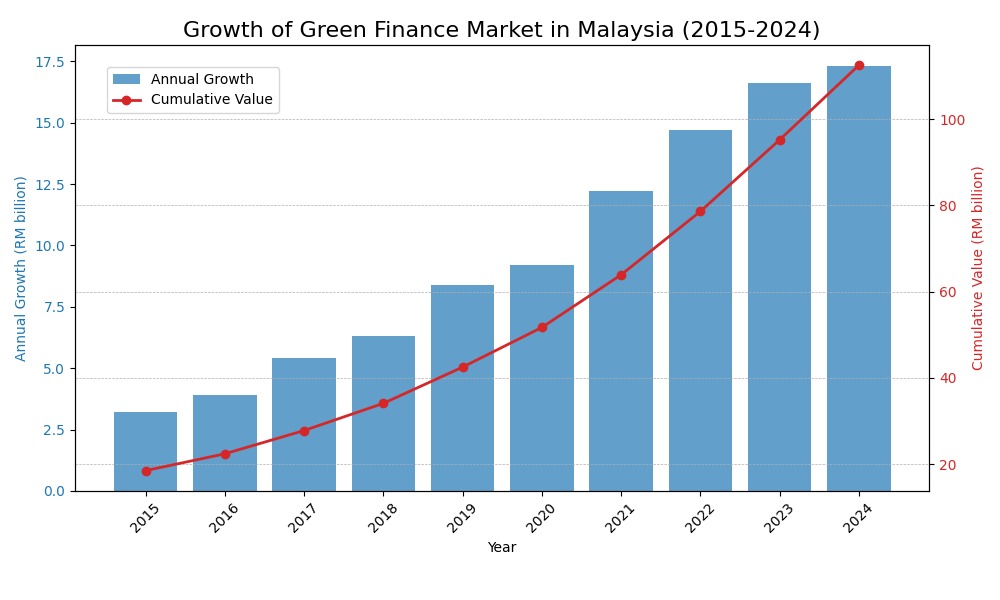 Growth of Green Finance Market in Malaysia (2015-2024)
Annual Growth
Cumulative Value
Annual Growth (RM billion)
17.5
15.0
12.5
10.0
7.5
5.0
2.5
0.0
Cumulative Value (RM billion)
100
80
60
40
20
2015 2016 2017 2018 2019 2020 2021 2022 2023 2024
Year